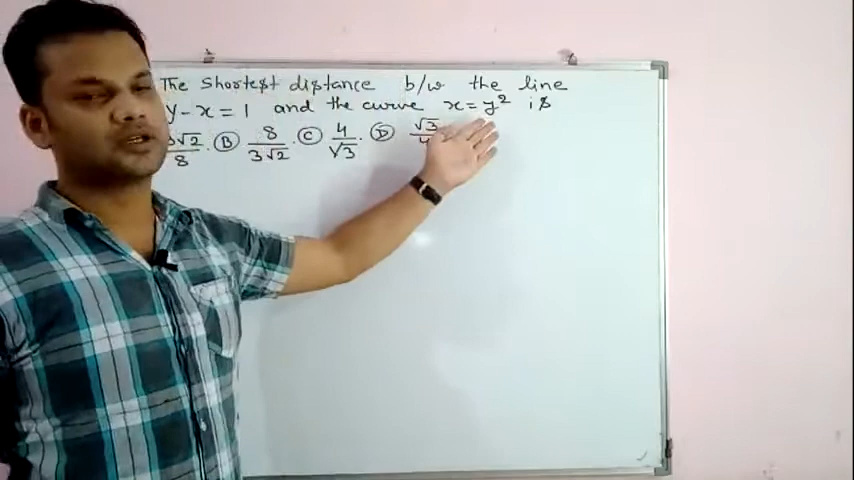 The Shortest distance b/w the line
y - x = 1 and the curve x = y² is
√2/8 . Ⓑ 8/3√2 . Ⓒ 4/√3 . Ⓓ √3/4